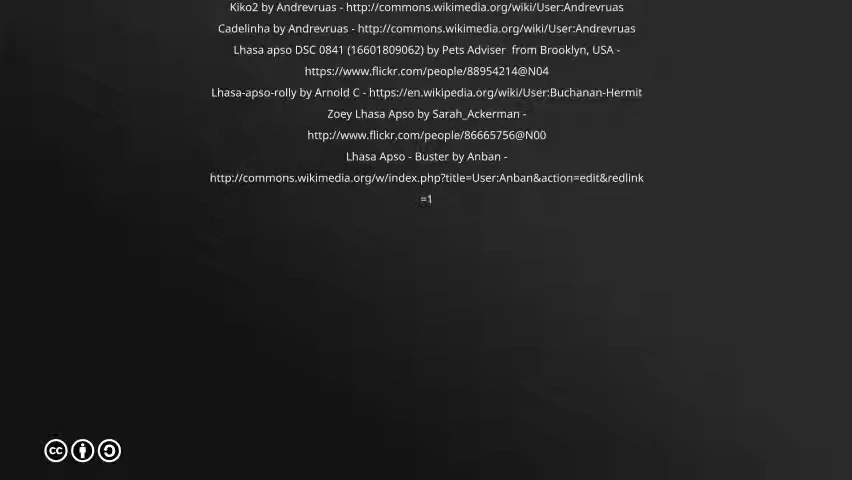 Kiko2 by Andrevruas - http://commons.wikimedia.org/wiki/User:Andrevruas
Cadelinha by Andrevruas - http://commons.wikimedia.org/wiki/User:Andrevruas
Lhasa apso DSC 0841 (16601809062) by Pets Adviser  from Brooklyn, USA -
https://www.flickr.com/people/88954214@N04
Lhasa-apso-rolly by Arnold C - https://en.wikipedia.org/wiki/User:Buchanan-Hermit
Zoey Lhasa Apso by Sarah_Ackerman -
http://www.flickr.com/people/86665756@N00
Lhasa Apso - Buster by Anban -
http://commons.wikimedia.org/w/index.php?title=User:Anban&action=edit&redlink
=1
cc